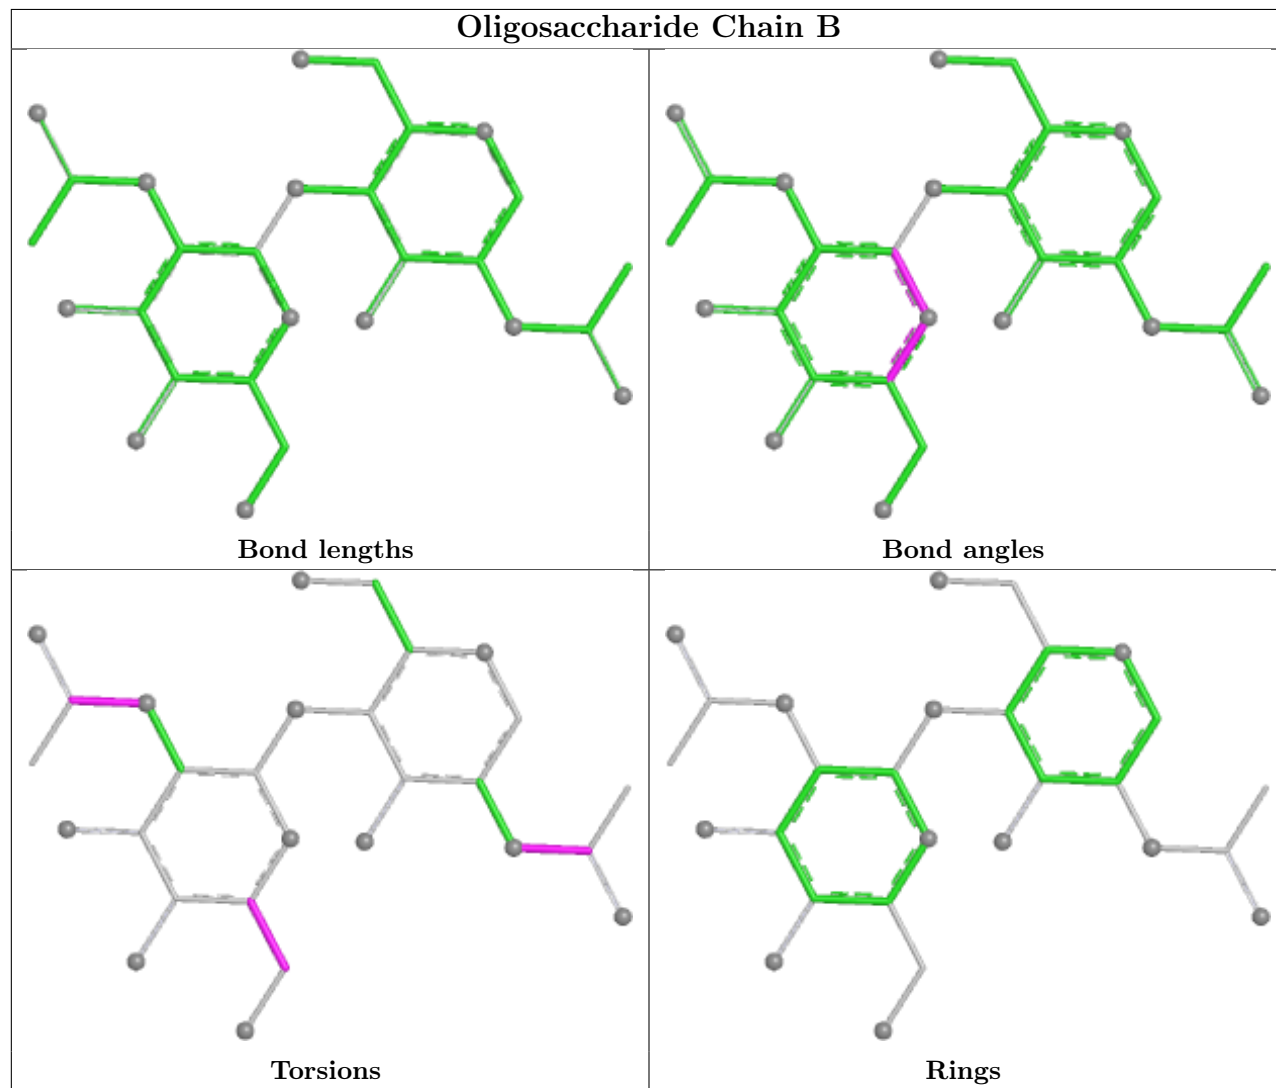 Oligosaccharide Chain B
Bond lengths
Bond angles
Torsions
Rings